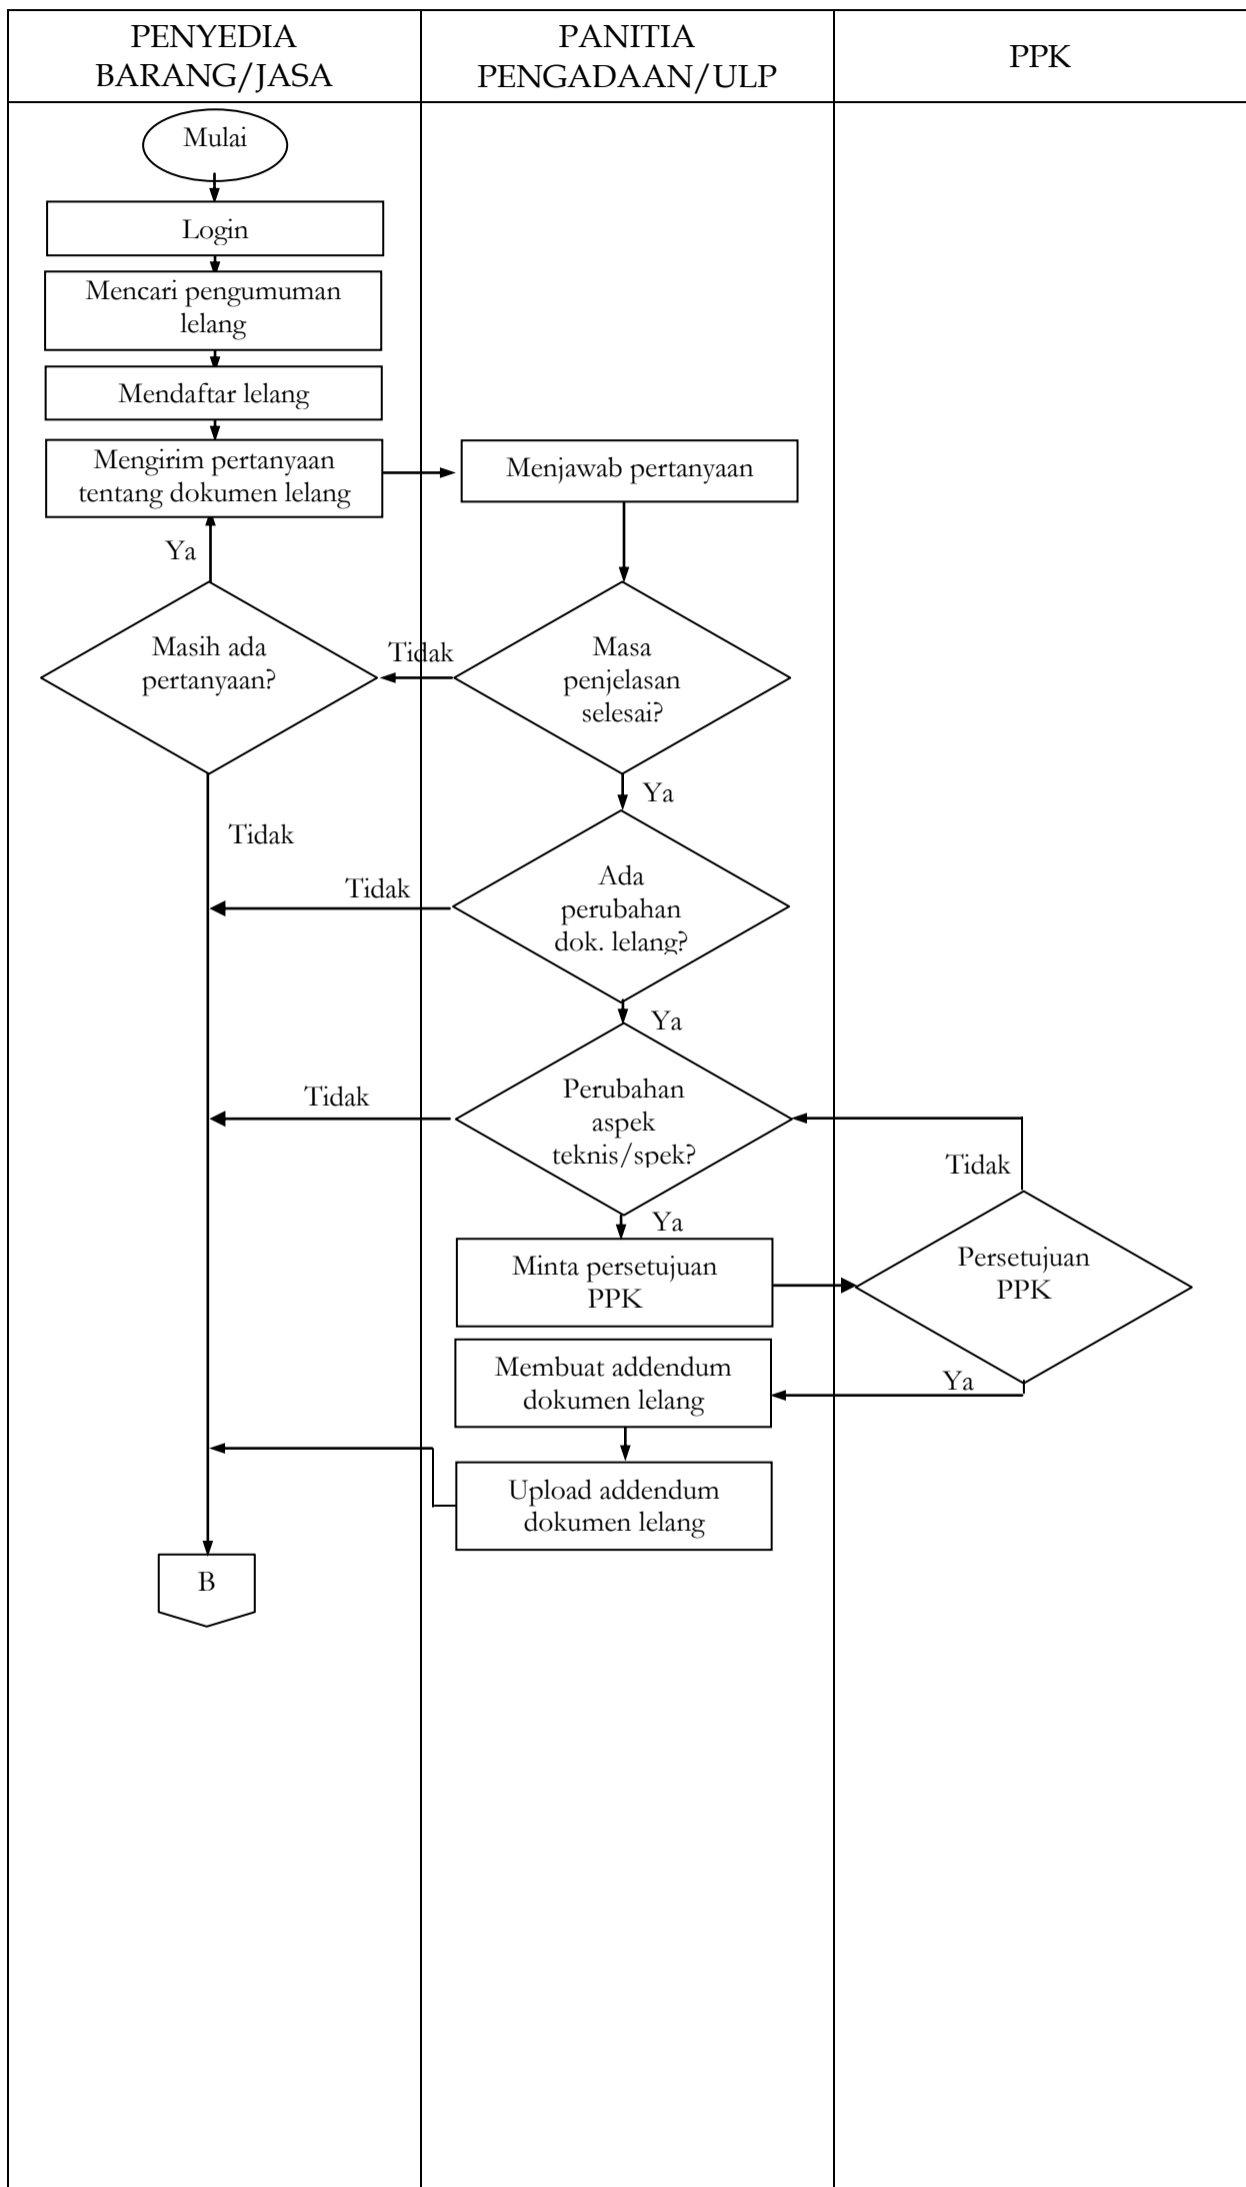 PENYEDIA
BARANG/JASA
PANITIA
PENGADAAN/ULP
PPK
Mulai
Login
Mencari pengumuman
lelang
Mendaftar lelang
Mengirim pertanyaan
tentang dokumen lelang
Menjawab pertanyaan
Ya
Masih ada
pertanyaan?
Tidak
Masa
penjelasan
selesai?
Ya
Tidak
Tidak
Ada
perubahan
dok. lelang?
Ya
Tidak
Perubahan
aspek
teknis/spek?
Tidak
Ya
Minta persetujuan
PPK
Persetujuan
PPK
Membuat addendum
dokumen lelang
Ya
Upload addendum
dokumen lelang
B